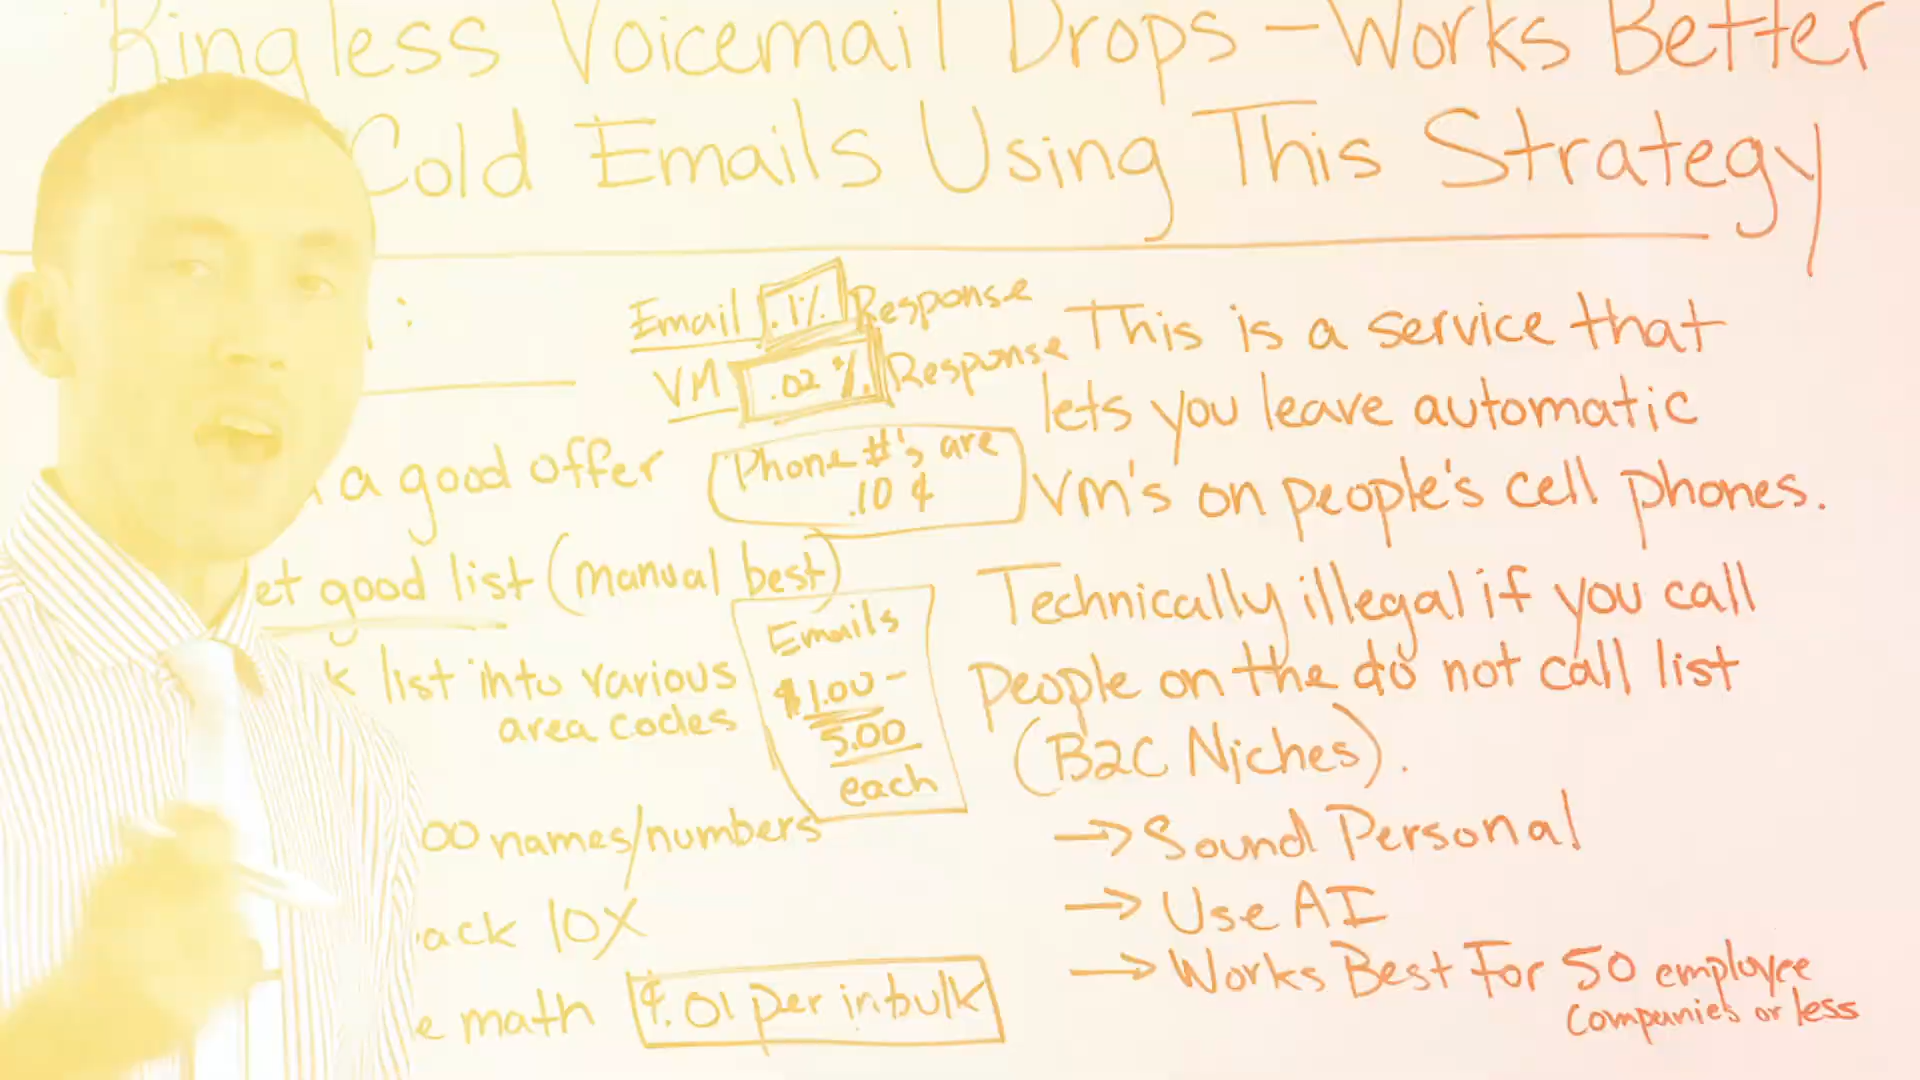 Ringless Voicemail Drops - Works Better
Cold Emails Using This Strategy
:
Email .1% Response
VM .02% Response
a good offer
Phone #'s are
.10 ¢
et good list (manual best)
k list into various
area codes
Emails
$1.00 -
5.00
each
00 names/numbers
ack 10X
e math
¢.01 per in bulk
This is a service that
lets you leave automatic
VM's on people's cell phones.
Technically illegal if you call
people on the do not call list
(B2C Niches).
→ Sound Personal
→ Use AI
→ Works Best For 50 employee
companies or less